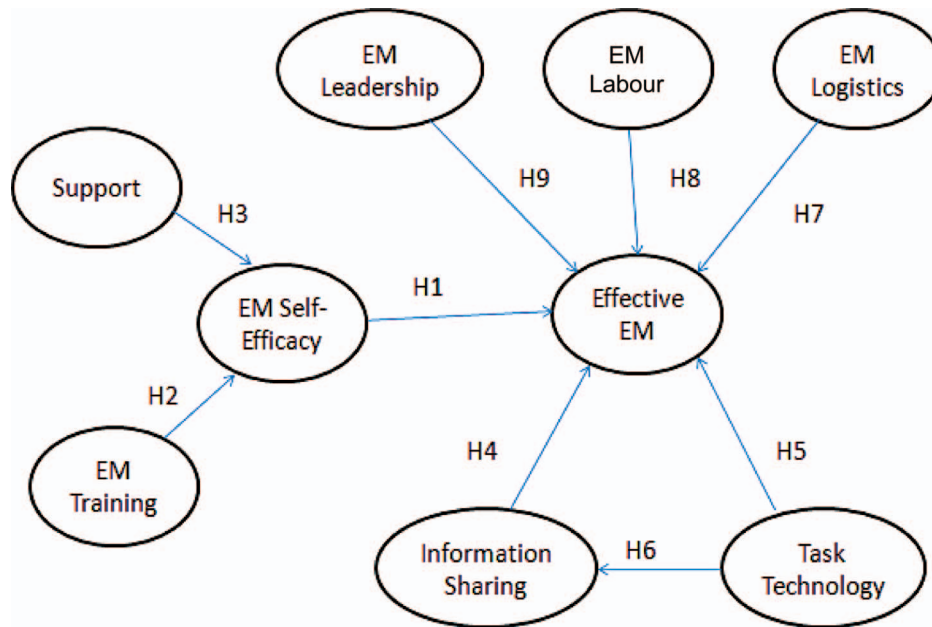 EM
Leadership
EM
Labour
EM
Logistics
Support
H3
H9
H8
H7
EM Self-
Efficacy
H1
Effective
EM
H2
EM
Training
H4
H5
Information
Sharing
H6
Task
Technology